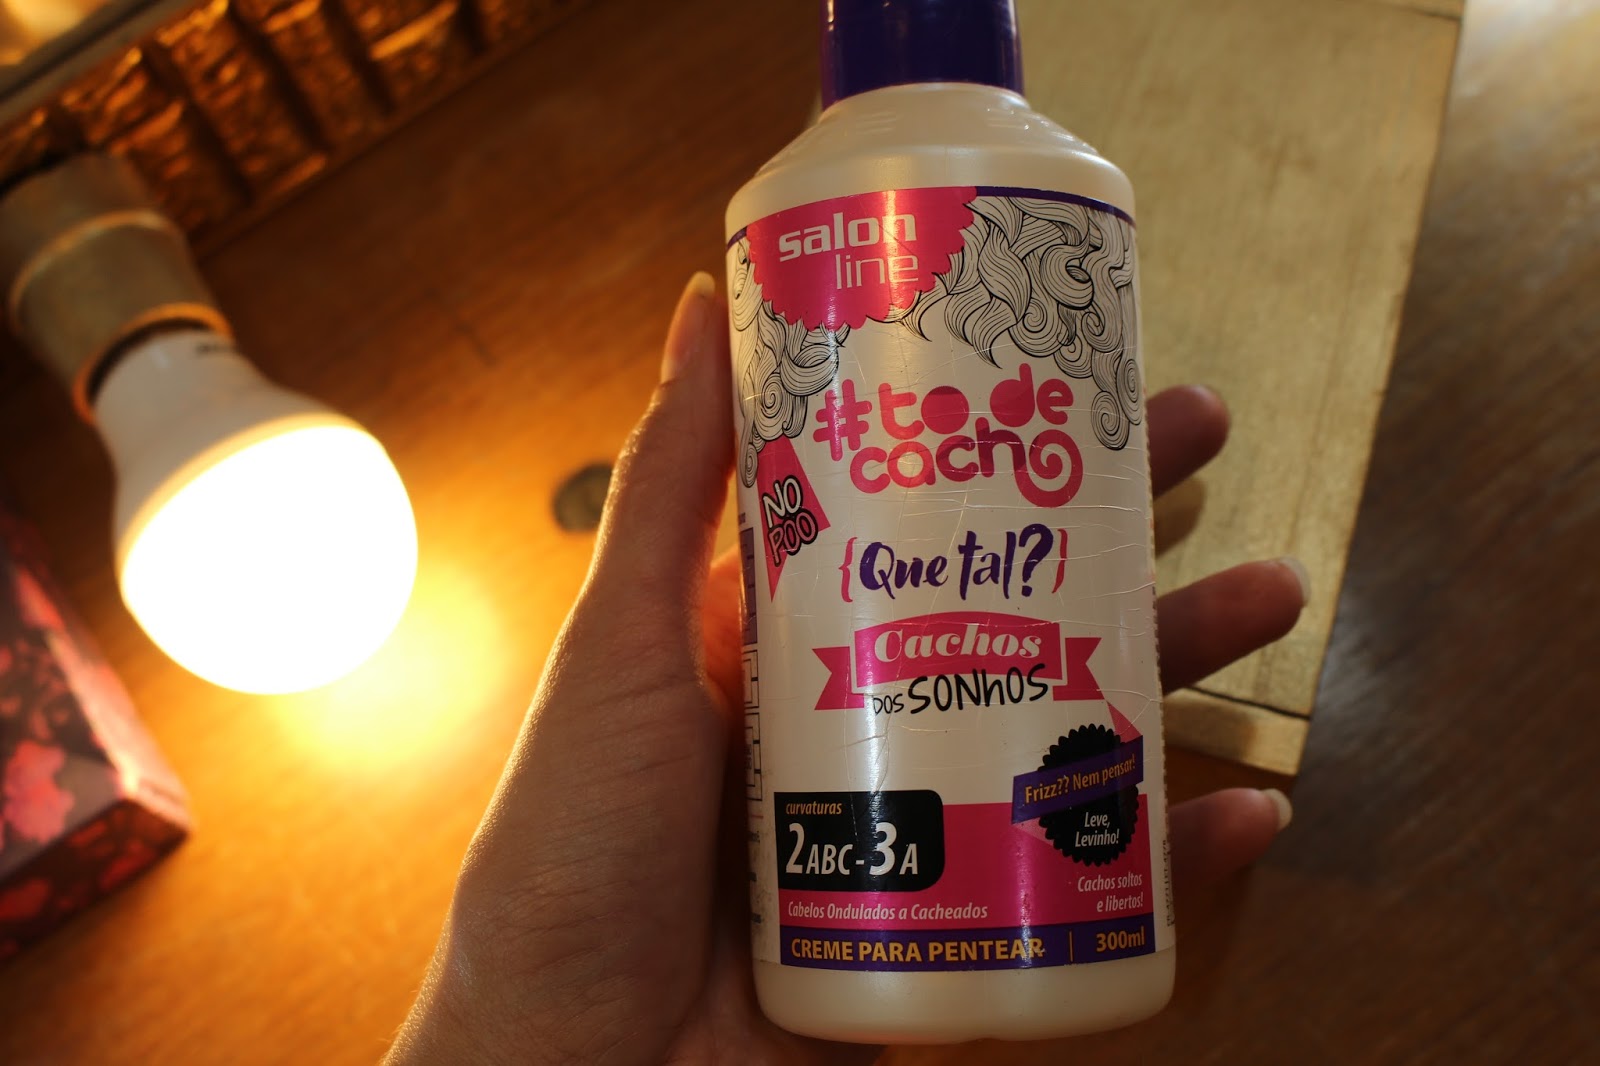 salon
line
#to de
cacho
NO
POO
{Que tal?}
Cachos
DOS SONhOS
Frizz?? Nem pensar!
Leve,
Levinho!
curvaturas
2ABC-3A
Cachos soltos
e libertos!
Cabelos Ondulados a Cacheados
CREME PARA PENTEAR | 300ml